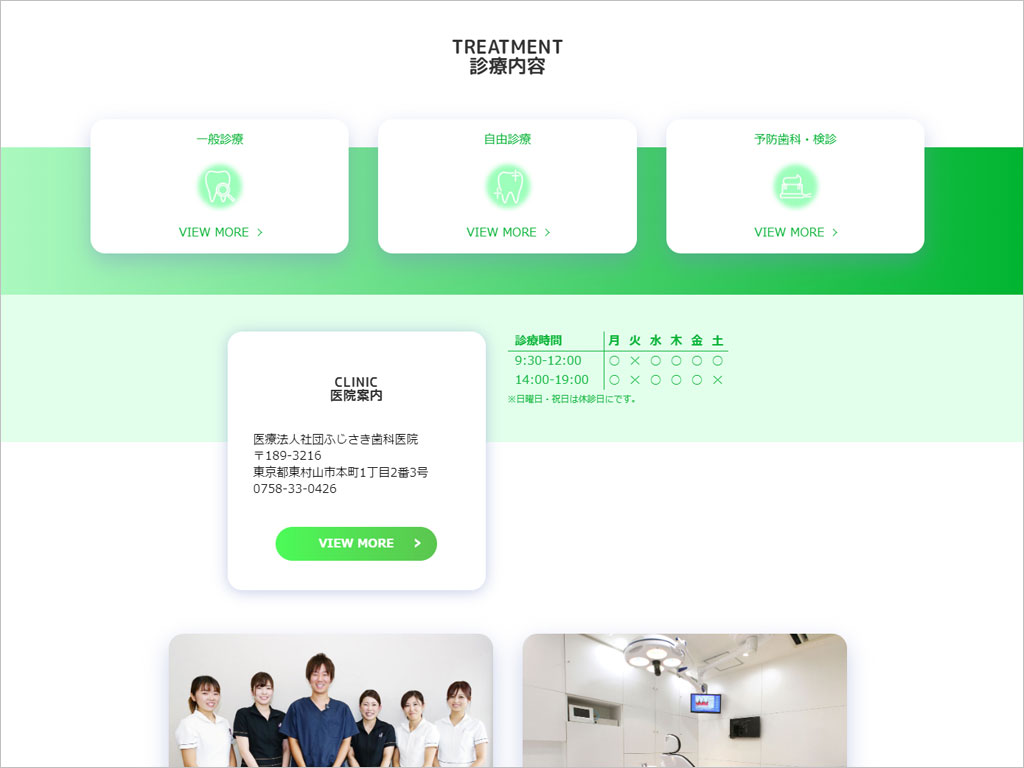 TREATMENT
診療内容
一般診療
VIEW MORE
自由診療
VIEW MORE
予防歯科・検診
VIEW MORE
CLINIC
医院案内
医療法人社団ふじさき歯科医院
〒189-3216
東京都東村山市本町1丁目2番3号
0758-33-0426
VIEW MORE
診療時間 月 火 水 木 金 土
9:30-12:00 ○ × ○ ○ ○ ○
14:00-19:00 ○ × ○ ○ ○ ×
※日曜日・祝日は休診日にです。